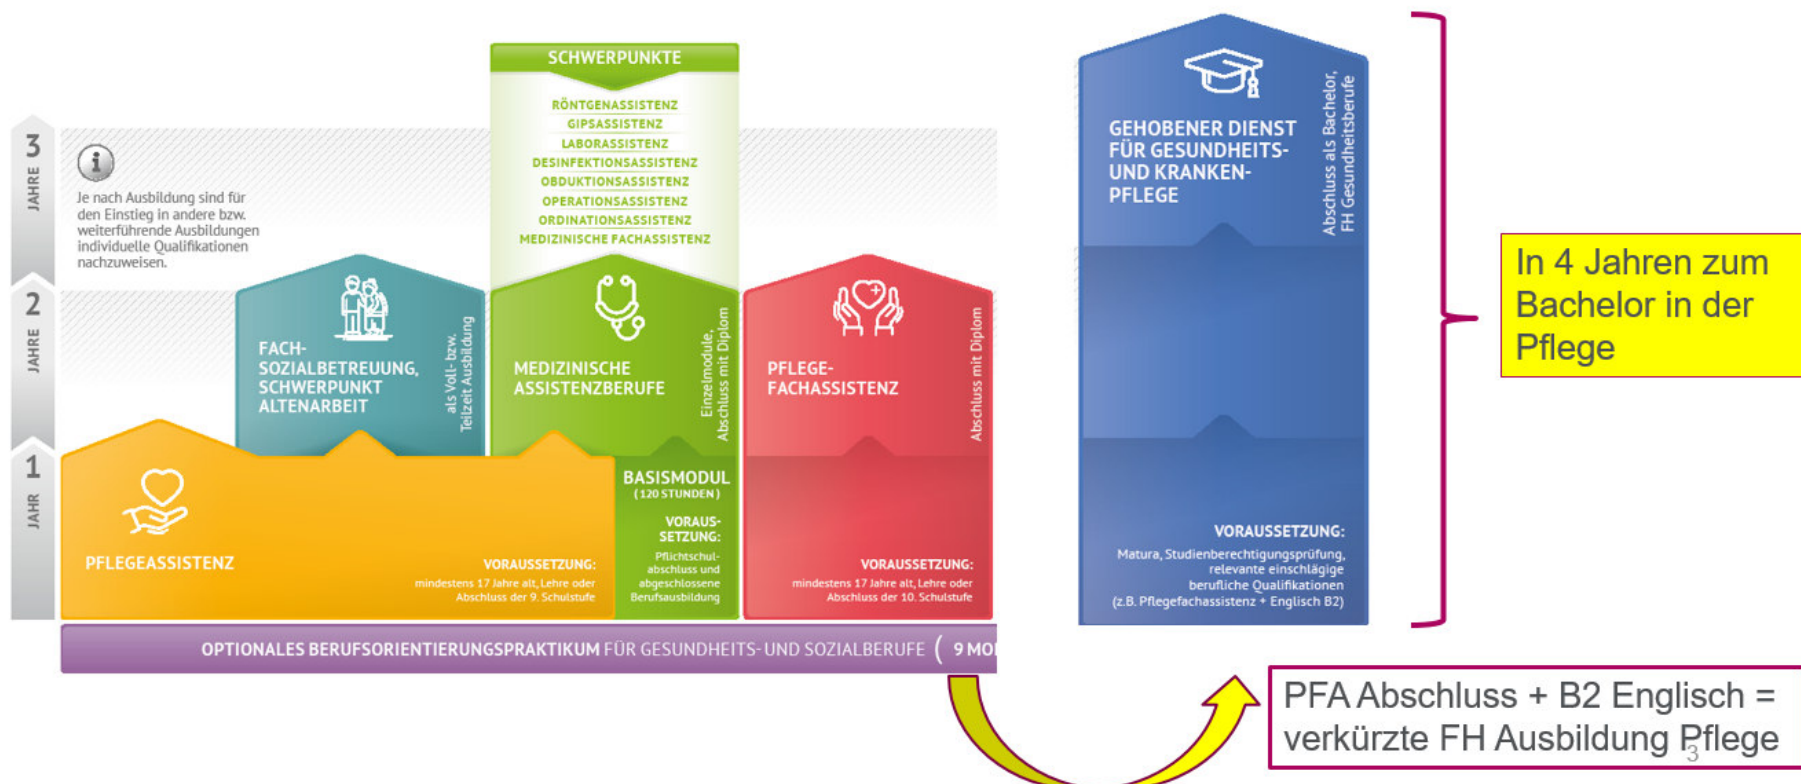 SCHWERPUNKTE
RÖNTGENASSISTENZ
GIPSASSISTENZ
LABORASSISTENZ
DESINFEKTIONSASSISTENZ
OBDUKTIONSASSISTENZ
OPERATIONSASSISTENZ
ORDINATIONSASSISTENZ
MEDIZINISCHE FACHASSISTENZ
3
JAHRE
2
JAHRE
1
JAHR
i
Je nach Ausbildung sind für
den Einstieg in andere bzw.
weiterführende Ausbildungen
individuelle Qualifikationen
nachzuweisen.
FACH-
SOZIALBETREUUNG,
SCHWERPUNKT
ALTENARBEIT
als Voll- bzw.
Teilzeit Ausbildung
MEDIZINISCHE
ASSISTENZBERUFE
Einzelmodule,
Abschluss mit Diplom
PFLEGE-
FACHASSISTENZ
Abschluss mit Diplom
PFLEGEASSISTENZ
VORAUSSETZUNG:
mindestens 17 Jahre alt, Lehre oder
Abschluss der 9. Schulstufe
BASISMODUL
(120 STUNDEN)
VORAUS-
SETZUNG:
Pflichtschul-
abschluss und
abgeschlossene
Berufsausbildung
VORAUSSETZUNG:
mindestens 17 Jahre alt, Lehre oder
Abschluss der 10. Schulstufe
OPTIONALES BERUFSORIENTIERUNGSPRAKTIKUM FÜR GESUNDHEITS- UND SOZIALBERUFE ( 9 MO
GEHOBENER DIENST
FÜR GESUNDHEITS-
UND KRANKEN-
PFLEGE
Abschluss als Bachelor,
FH Gesundheitsberufe
VORAUSSETZUNG:
Matura, Studienberechtigungsprüfung,
relevante einschlägige
berufliche Qualifikationen
(z.B. Pflegefachassistenz + Englisch B2)
In 4 Jahren zum
Bachelor in der
Pflege
PFA Abschluss + B2 Englisch =
verkürzte FH Ausbildung Pflege
3